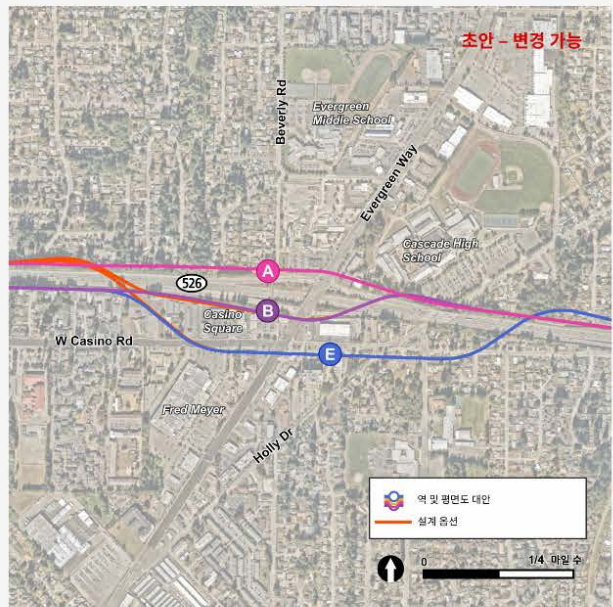 초안 – 변경 가능
Beverly Rd
Evergreen
Middle School
Evergreen Way
Cascade High
School
A
526
B
Casino
Square
W Casino Rd
E
Fred Meyer
Holly Dr
역 및 평면도 대안
설계 옵션
0
1/4 마일 수